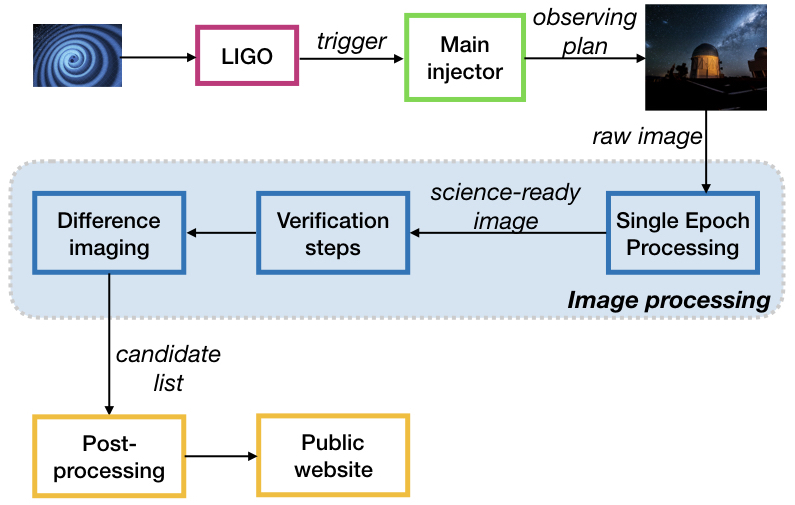 LIGO
trigger
Main
injector
observing
plan
raw image
Single Epoch
Processing
science-ready
image
Verification
steps
Difference
imaging
Image processing
candidate
list
Post-
processing
Public
website